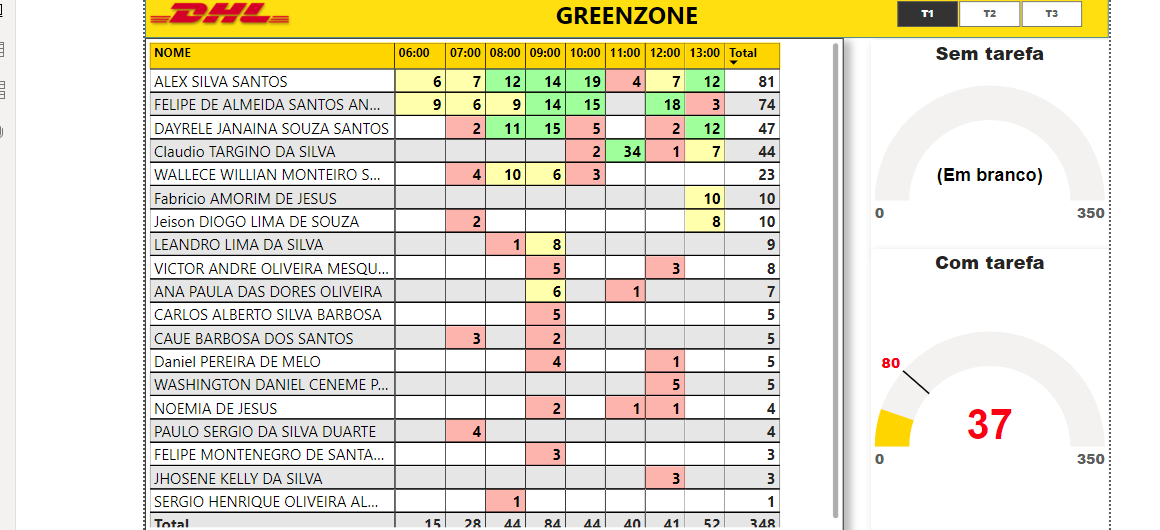 DHL GREENZONE T1 T2 T3
NOME 06:00 07:00 08:00 09:00 10:00 11:00 12:00 13:00 Total
ALEX SILVA SANTOS 6 7 12 14 19 4 7 12 81
FELIPE DE ALMEIDA SANTOS AN... 9 6 9 14 15 18 3 74
DAYRELE JANAINA SOUZA SANTOS 2 11 15 5 2 12 47
Claudio TARGINO DA SILVA 2 34 1 7 44
WALLECE WILLIAN MONTEIRO S... 4 10 6 3 23
Fabricio AMORIM DE JESUS 10 10
Jeison DIOGO LIMA DE SOUZA 2 8 10
LEANDRO LIMA DA SILVA 1 8 9
VICTOR ANDRE OLIVEIRA MESQU... 5 3 8
ANA PAULA DAS DORES OLIVEIRA 6 1 7
CARLOS ALBERTO SILVA BARBOSA 5 5
CAUE BARBOSA DOS SANTOS 3 2 5
Daniel PEREIRA DE MELO 4 1 5
WASHINGTON DANIEL CENEME P... 5 5
NOEMIA DE JESUS 2 1 1 4
PAULO SERGIO DA SILVA DUARTE 4 4
FELIPE MONTENEGRO DE SANTA... 3 3
JHOSENE KELLY DA SILVA 3 3
SERGIO HENRIQUE OLIVEIRA AL... 1 1
Total 15 28 44 84 44 40 41 52 348
Sem tarefa
(Em branco)
0 350
Com tarefa
80
37
0 350